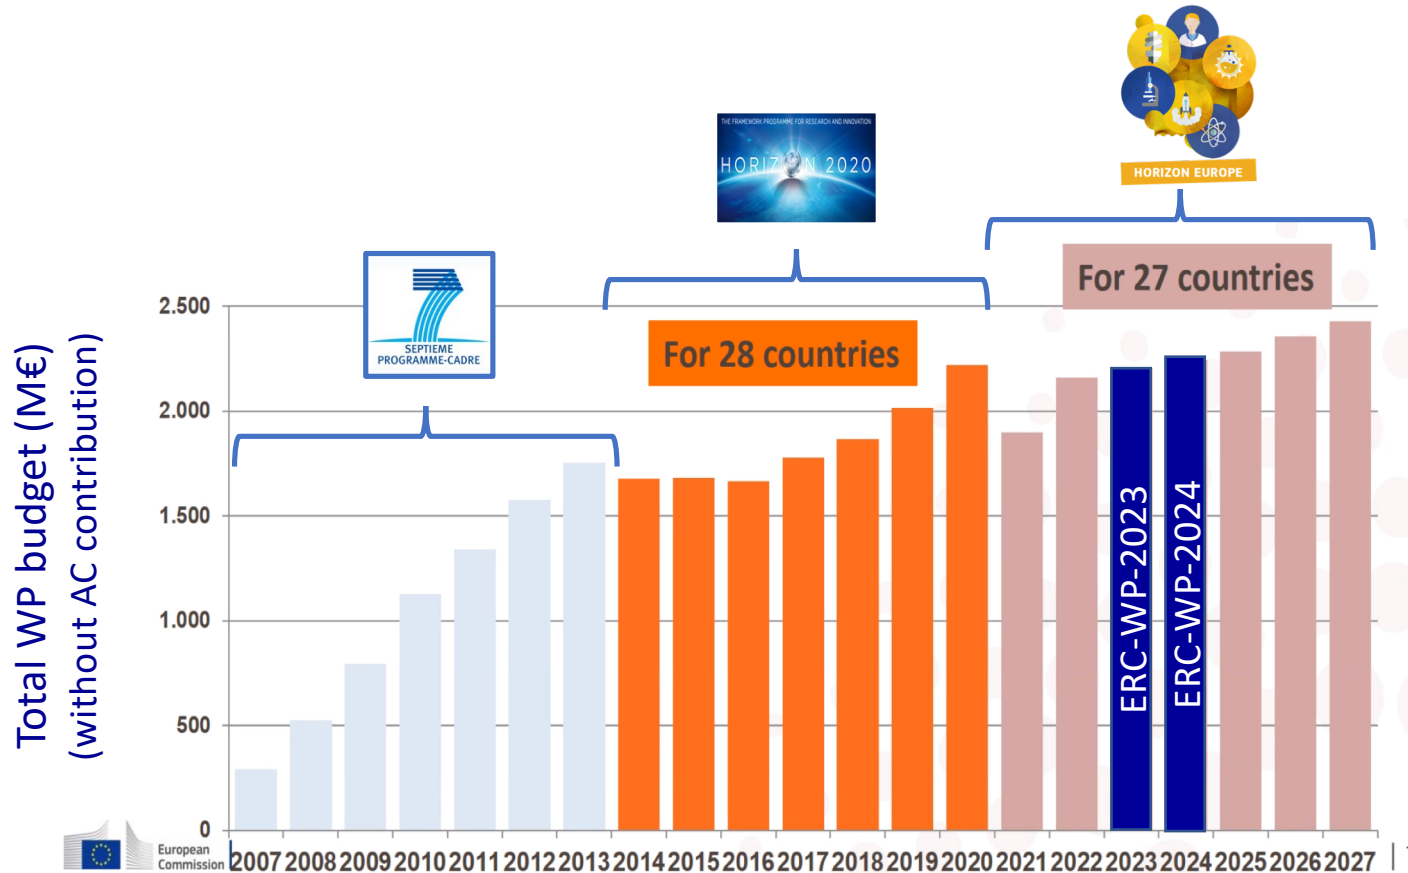 HORIZON EUROPE
THE FRAMEWORK PROGRAMME FOR RESEARCH AND INNOVATION
HORIZON 2020
For 27 countries
SEPTIEME
PROGRAMME-CADRE
For 28 countries
Total WP budget (M€)
(without AC contribution)
2.500
2.000
1.500
1.000
500
0
ERC-WP-2023
ERC-WP-2024
European
Commission
2007 2008 2009 2010 2011 2012 2013 2014 2015 2016 2017 2018 2019 2020 2021 2022 2023 2024 2025 2026 2027